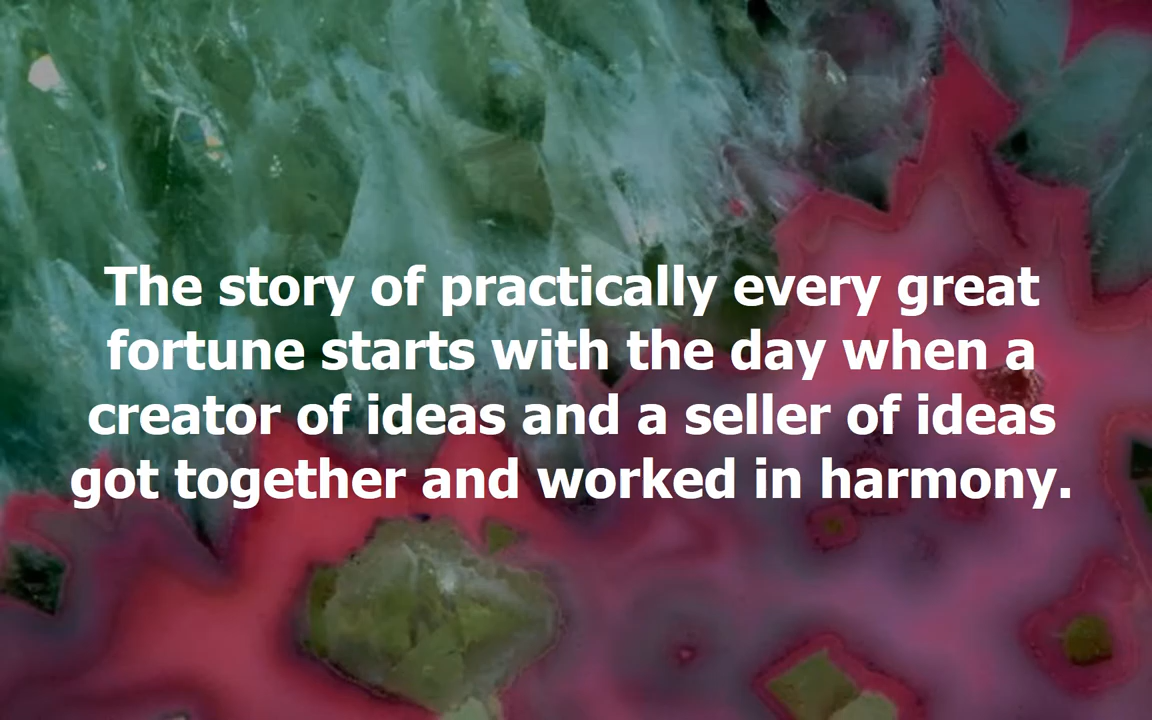 The story of practically every great
fortune starts with the day when a
creator of ideas and a seller of ideas
got together and worked in harmony.